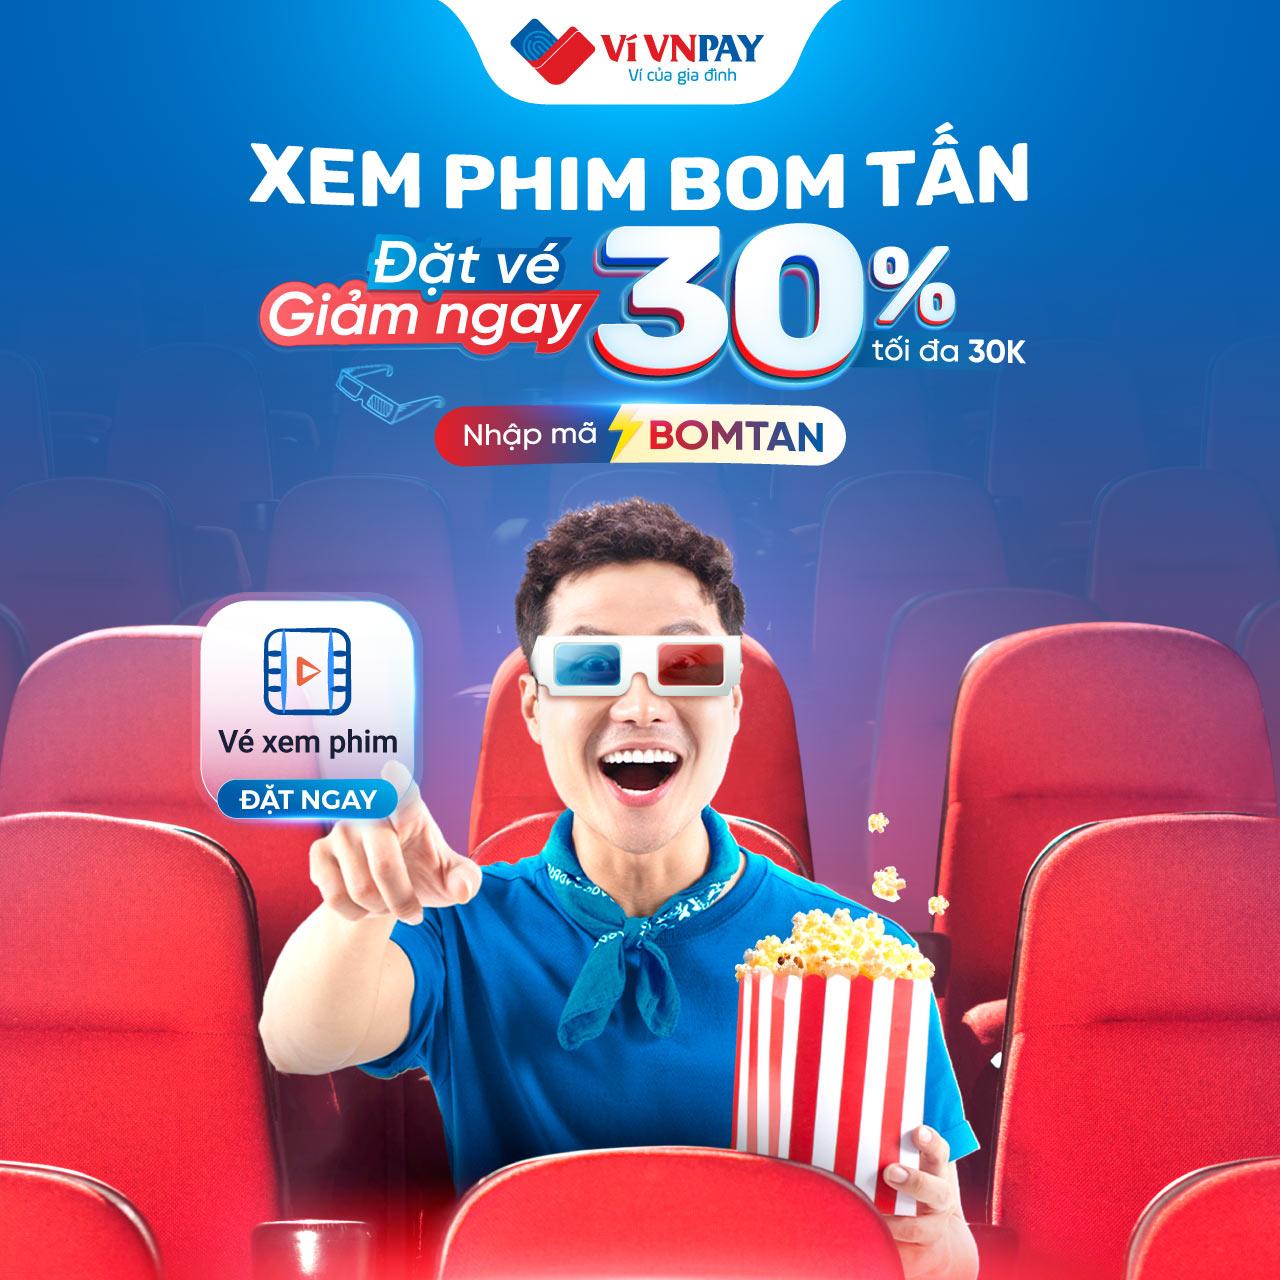 Ví VNPAY
Ví của gia đình
XEM PHIM BOM TẤN
Đặt vé
Giảm ngay
30%
tối đa 30K
Nhập mã BOMTAN
Vé xem phim
ĐẶT NGAY